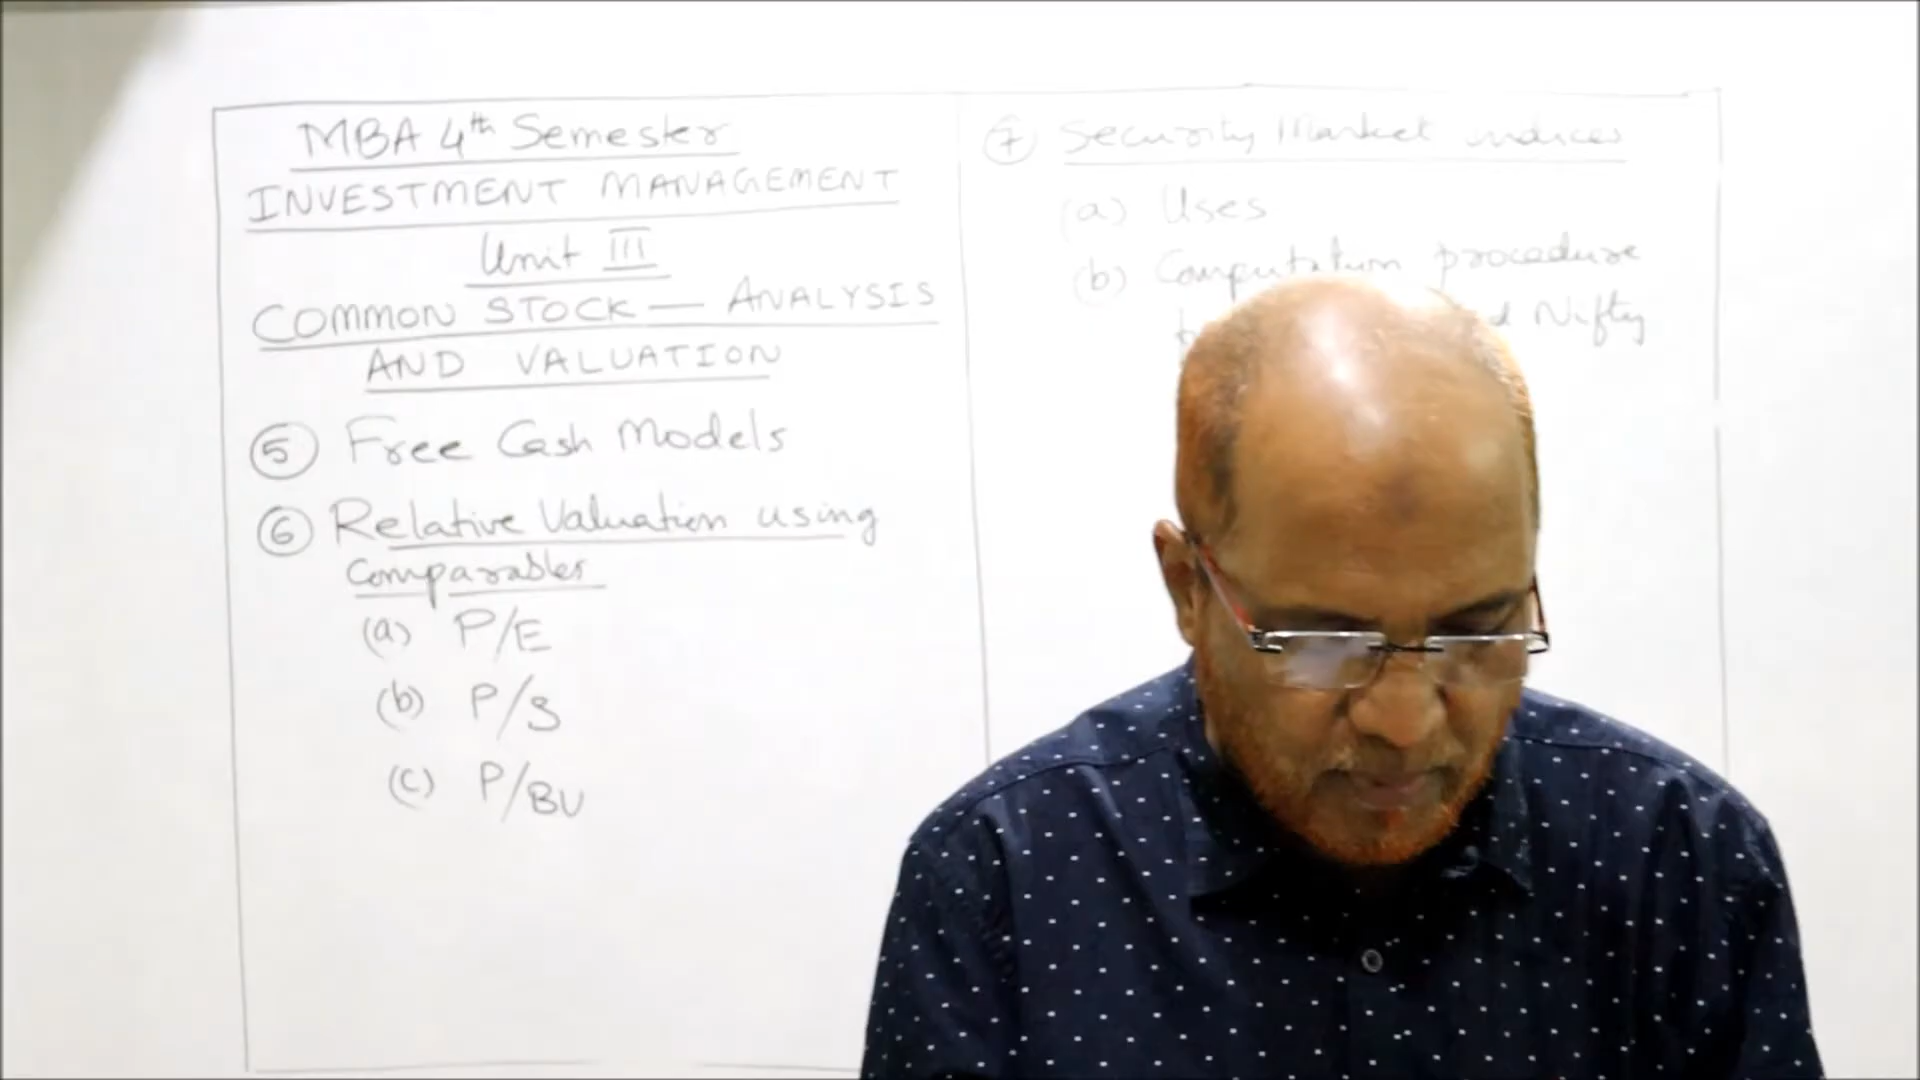 MBA 4th Semester
INVESTMENT MANAGEMENT
Unit III
COMMON STOCK — ANALYSIS
AND VALUATION
⑤ Free Cash Models
⑥ Relative Valuation using
Comparables
(a) P/E
(b) P/S
(c) P/BV
⑦ Security Market indices
(a) Uses
(b) Computation procedure
Nifty